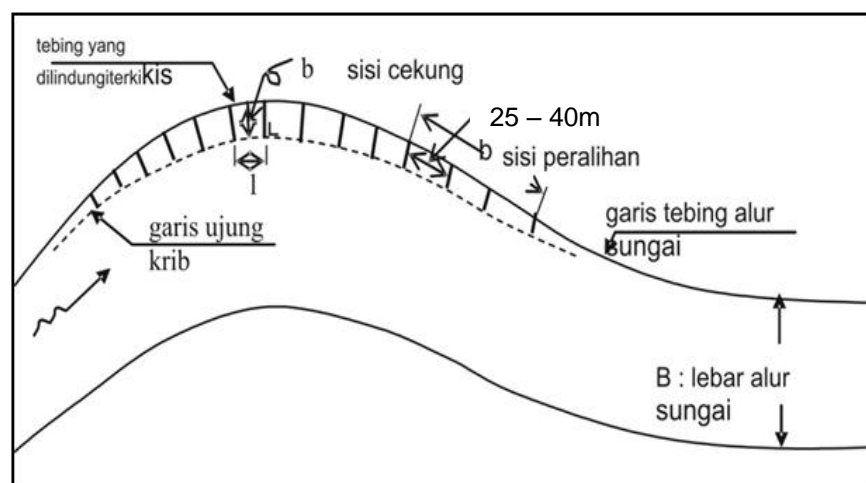 tebing yang
dilindungiterkikis
b
sisi cekung
25 – 40m
b
sisi peralihan
L
l
garis ujung
krib
garis tebing alur
sungai
B : lebar alur
sungai